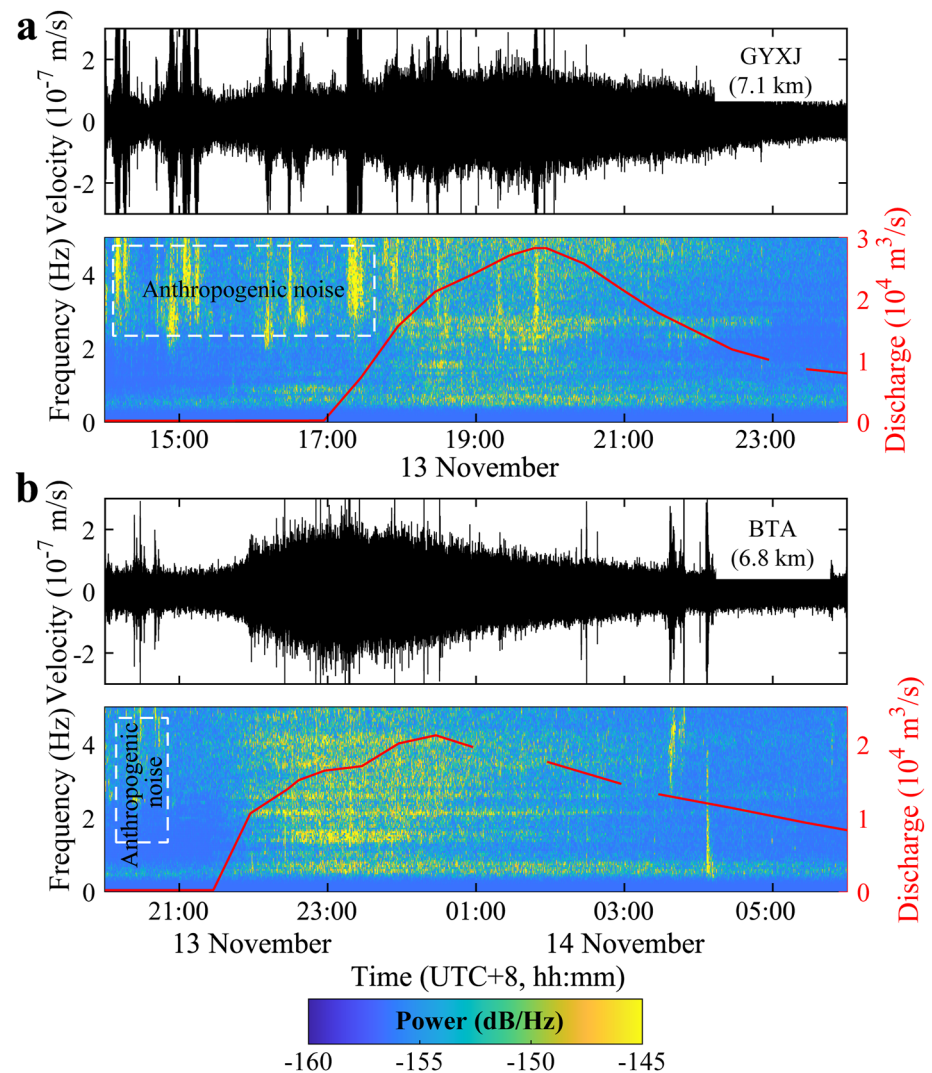 a
Velocity (10⁻⁷ m/s)
2
0
-2
GYXJ
(7.1 km)
Frequency (Hz)
4
2
0
Anthropogenic noise
3
2
1
0
Discharge (10⁴ m³/s)
15:00 17:00 19:00 21:00 23:00
13 November
b
Velocity (10⁻⁷ m/s)
2
0
-2
BTA
(6.8 km)
Frequency (Hz)
4
2
0
Anthropogenic
noise
2
1
0
Discharge (10⁴ m³/s)
21:00 23:00 01:00 03:00 05:00
13 November 14 November
Time (UTC+8, hh:mm)
Power (dB/Hz)
-160 -155 -150 -145